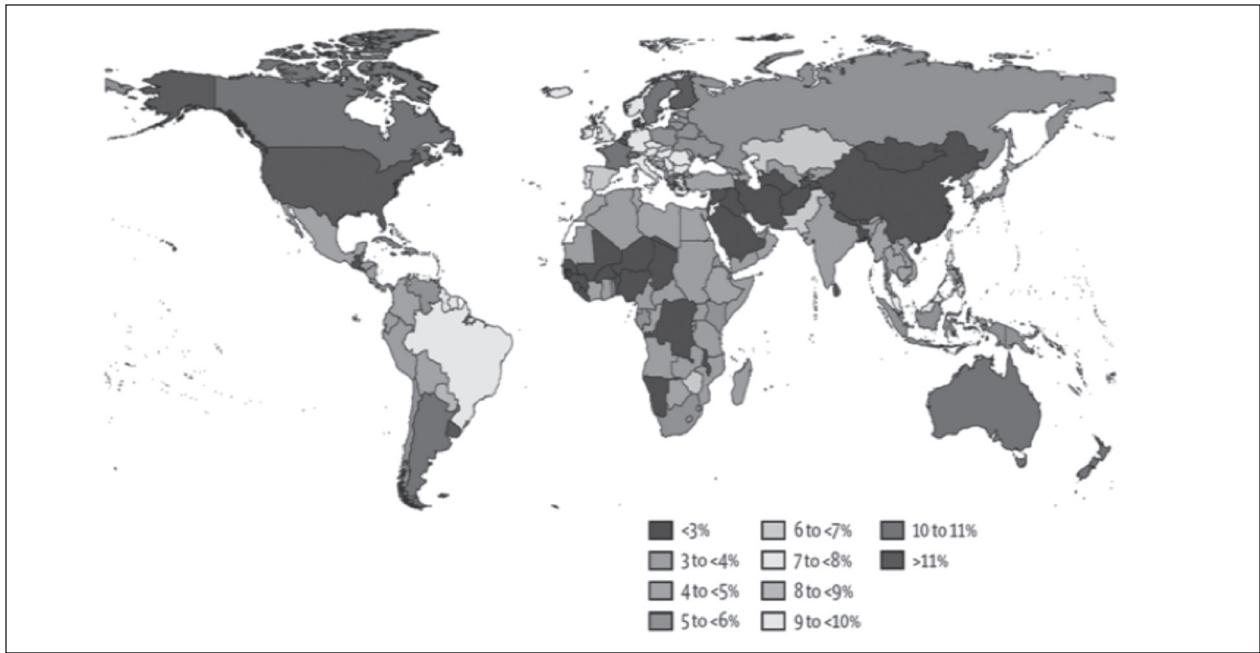 <3%
3 to <4%
4 to <5%
5 to <6%
6 to <7%
7 to <8%
8 to <9%
9 to <10%
10 to 11%
>11%